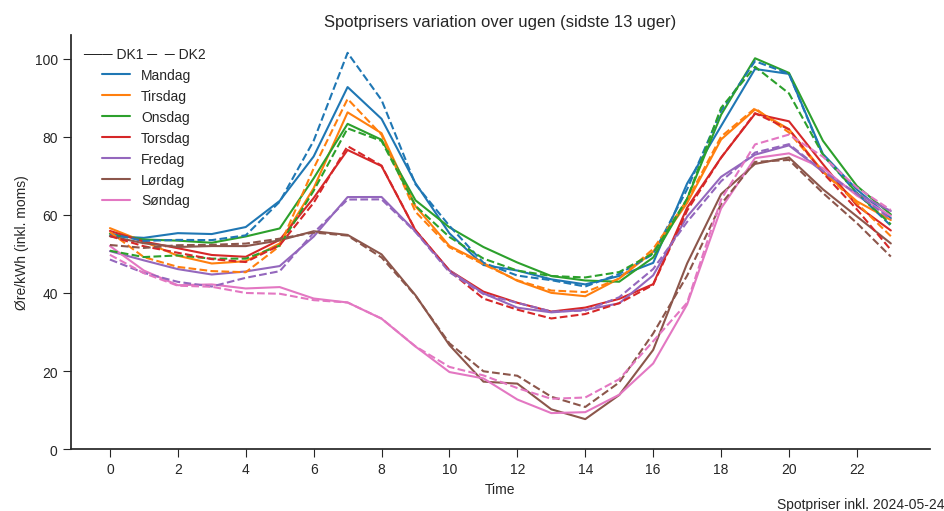 Spotprisers variation over ugen (sidste 13 uger)
DK1 DK2
Mandag
Tirsdag
Onsdag
Torsdag
Fredag
Lørdag
Søndag
Øre/kWh (inkl. moms)
100
80
60
40
20
0
0 2 4 6 8 10 12 14 16 18 20 22
Time
Spotpriser inkl. 2024-05-24